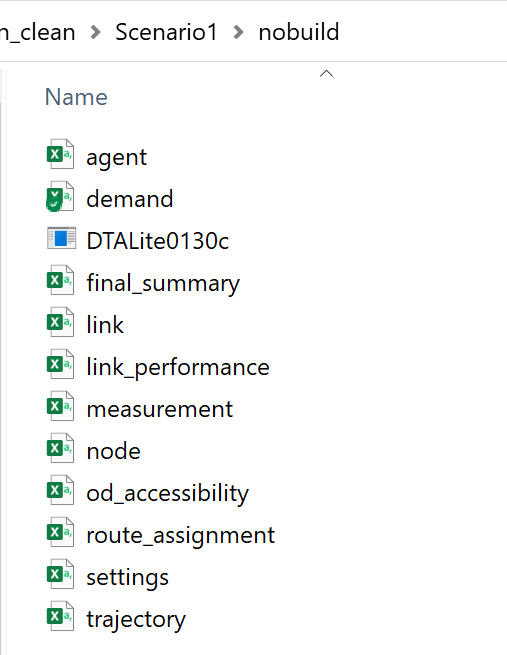 n_clean > Scenario1 > nobuild
Name
agent
demand
DTALite0130c
final_summary
link
link_performance
measurement
node
od_accessibility
route_assignment
settings
trajectory